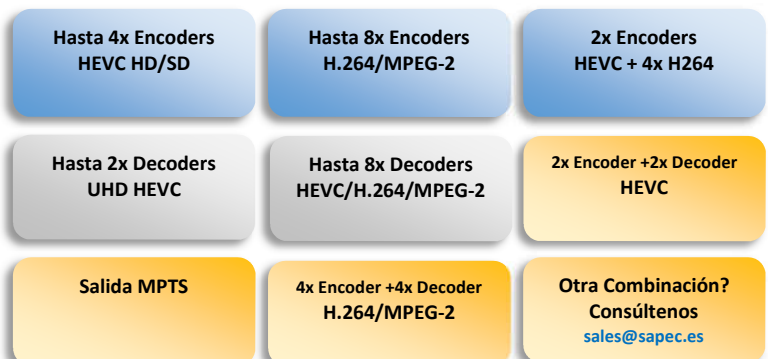 Hasta 4x Encoders
HEVC HD/SD
Hasta 8x Encoders
H.264/MPEG-2
2x Encoders
HEVC + 4x H264
Hasta 2x Decoders
UHD HEVC
Hasta 8x Decoders
HEVC/H.264/MPEG-2
2x Encoder +2x Decoder
HEVC
Salida MPTS
4x Encoder +4x Decoder
H.264/MPEG-2
Otra Combinación?
Consúltenos
sales@sapec.es